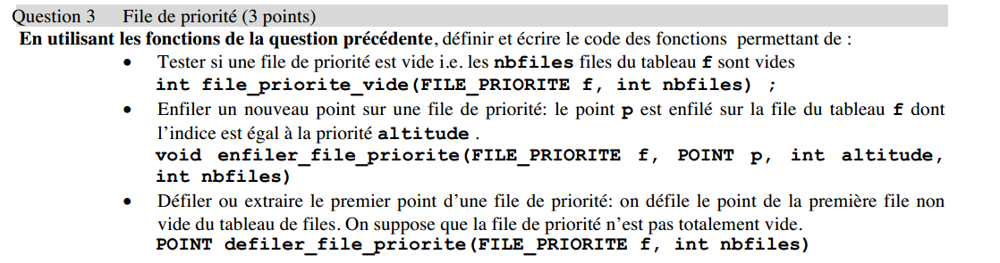 Question 3 File de priorité (3 points)
En utilisant les fonctions de la question précédente, définir et écrire le code des fonctions permettant de :
• Tester si une file de priorité est vide i.e. les nbfiles files du tableau f sont vides
int file_priorite_vide(FILE_PRIORITE f, int nbfiles) ;
• Enfiler un nouveau point sur une file de priorité: le point p est enfilé sur la file du tableau f dont
l’indice est égal à la priorité altitude .
void enfiler_file_priorite(FILE_PRIORITE f, POINT p, int altitude,
int nbfiles)
• Défiler ou extraire le premier point d’une file de priorité: on défile le point de la première file non
vide du tableau de files. On suppose que la file de priorité n’est pas totalement vide.
POINT defiler_file_priorite(FILE_PRIORITE f, int nbfiles)